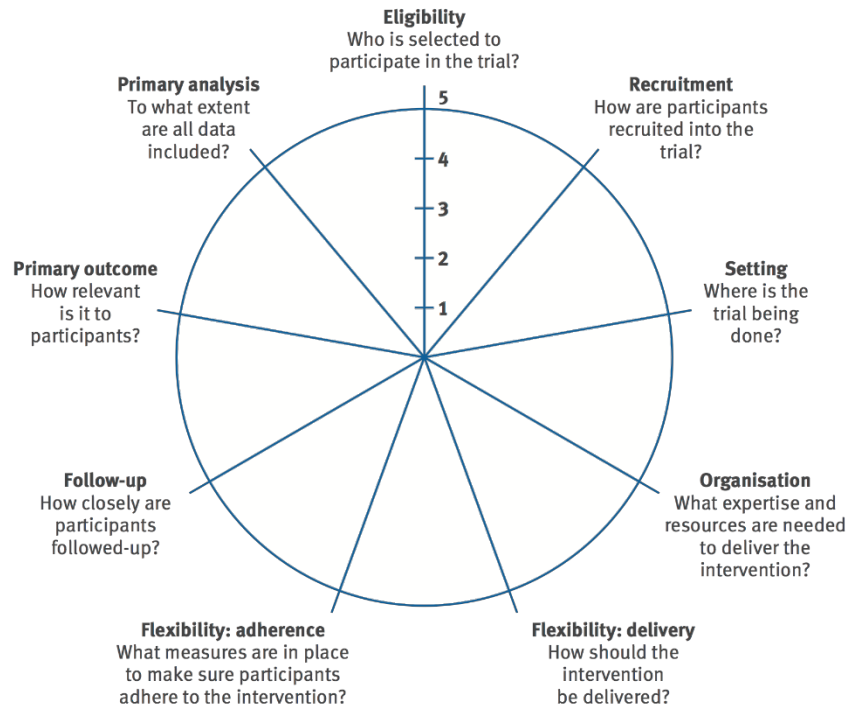 Eligibility
Who is selected to
participate in the trial?
Recruitment
How are participants
recruited into the
trial?
Setting
Where is the
trial being
done?
Organisation
What expertise and
resources are needed
to deliver the
intervention?
Flexibility: delivery
How should the
intervention
be delivered?
Flexibility: adherence
What measures are in place
to make sure participants
adhere to the intervention?
Follow-up
How closely are
participants
followed-up?
Primary outcome
How relevant
is it to
participants?
Primary analysis
To what extent
are all data
included?
5
4
3
2
1